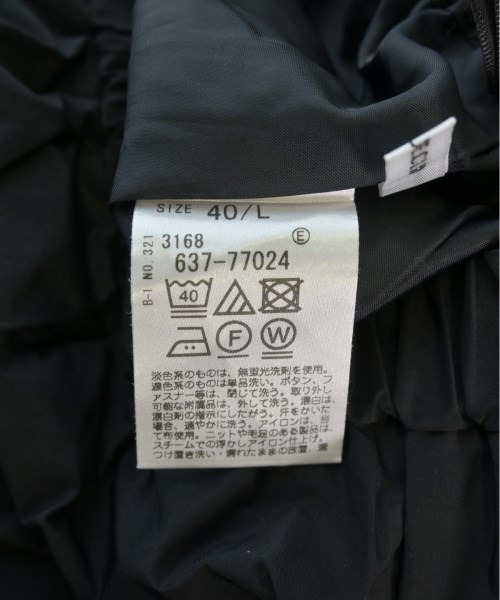 SIZE 40/L
B-1 NO 321
3168 E
637-77024
40
F W
淡色系のものは、無蛍光洗剤を使用。
濃色系のものは単品洗い。ボタン、フ
ァスナー等は、閉じて洗う。取り外し
可能な附属品は、外して洗う。漂白は、
漂白剤の指示にしたがう。汗をかいた
場合、速やかに洗う。アイロンは、当
て布使用。ニットや毛足のある製品は、
スチームでの浮かしアイロン仕上げ。
つけ置き洗い・濡れたままの放置、